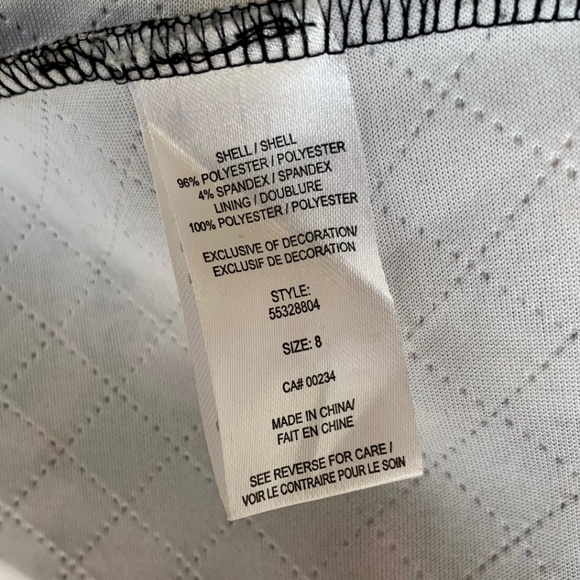 SHELL / SHELL
96% POLYESTER / POLYESTER
4% SPANDEX / SPANDEX
LINING / DOUBLURE
100% POLYESTER / POLYESTER
EXCLUSIVE OF DECORATION/
EXCLUSIF DE DECORATION
STYLE:
55328804
SIZE: 8
CA# 00234
MADE IN CHINA/
FAIT EN CHINE
SEE REVERSE FOR CARE /
VOIR LE CONTRAIRE POUR LE SOIN